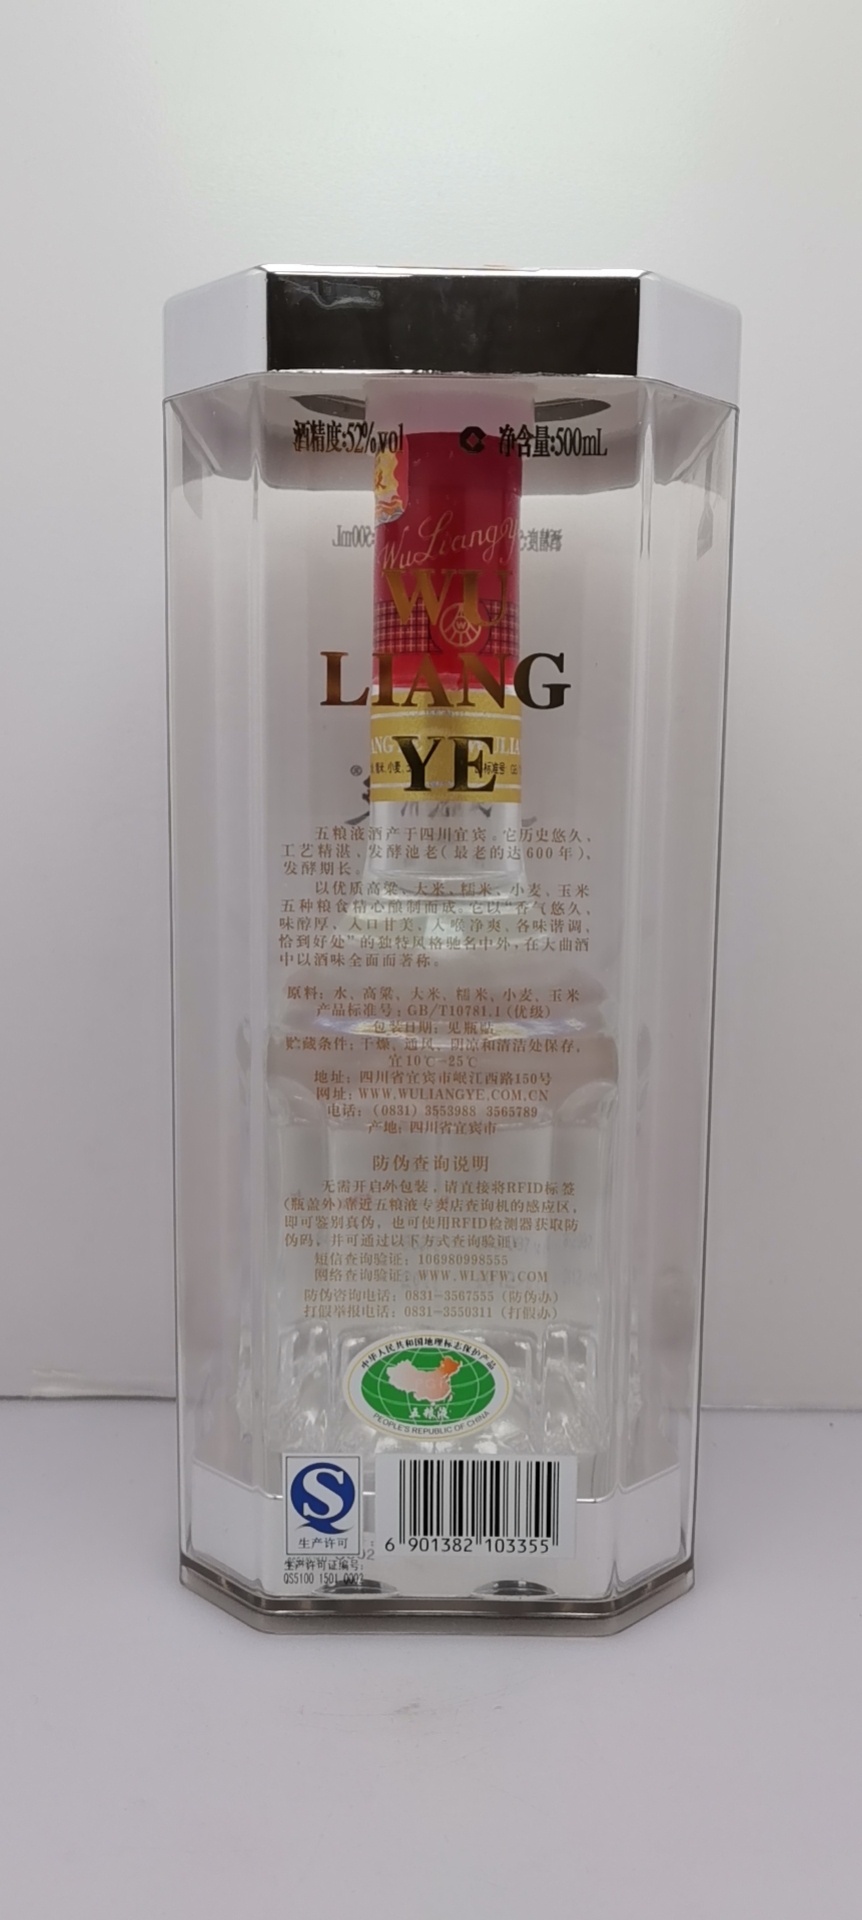 酒精度:52%vol 净含量:500mL
WuLiangY
WU
LIANG
YE
五粮液酒产于四川宜宾。它历史悠久、
工艺精湛、发酵池老(最老的达600年)、
发酵期长。
以优质高粱、大米、糯米、小麦、玉米
五种粮食精心酿制而成。它以“香气悠久、
味醇厚、入口甘美、入喉净爽、各味谐调、
恰到好处”的独特风格驰名中外,在大曲酒
中以酒味全面而著称。
原料: 水、高粱、大米、糯米、小麦、玉米
产品标准号: GB/T10781.1(优级)
包装日期: 见瓶贴
贮藏条件: 干燥、通风、阴凉和清洁处保存,
宜10℃-25℃
地址: 四川省宜宾市岷江西路150号
网址: WWW.WULIANGYE.COM.CN
电话: (0831) 3553988 3565789
产地: 四川省宜宾市
防伪查询说明
无需开启外包装,请直接将RFID标签
(瓶盖外)靠近五粮液专卖店查询机的感应区,
即可鉴别真伪,也可使用RFID检测器获取防
伪码,并可通过以下方式查询验证:
短信查询验证: 106980998555
网络查询验证: WWW.WLYFW.COM
防伪咨询电话: 0831-3567555 (防伪办)
打假举报电话: 0831-3550311 (打假办)
中华人民共和国地理标志保护产品
五粮液
PEOPLE'S REPUBLIC OF CHINA
生产许可
生产许可证编号:
QS5100 1501 0003
6 901382 103355